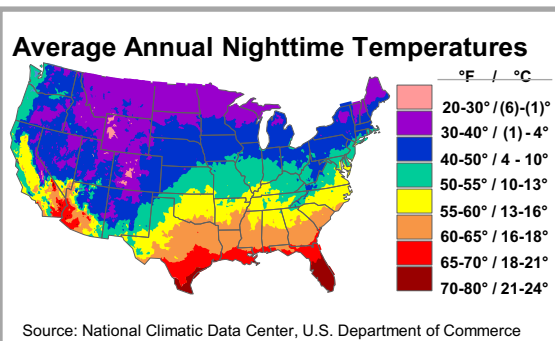 Average Annual Nighttime Temperatures
°F / °C
20-30° / (6)-(1)°
30-40° / (1) - 4°
40-50° / 4 - 10°
50-55° / 10-13°
55-60° / 13-16°
60-65° / 16-18°
65-70° / 18-21°
70-80° / 21-24°
Source: National Climatic Data Center, U.S. Department of Commerce